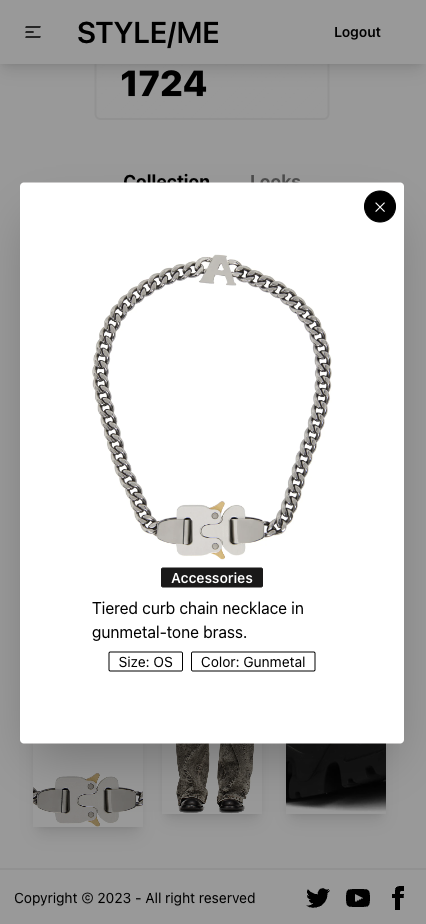 STYLE/ME
Logout
1724
Collection
Looks
A
Accessories
Tiered curb chain necklace in
gunmetal-tone brass.
Size: OS
Color: Gunmetal
Copyright © 2023 - All right reserved